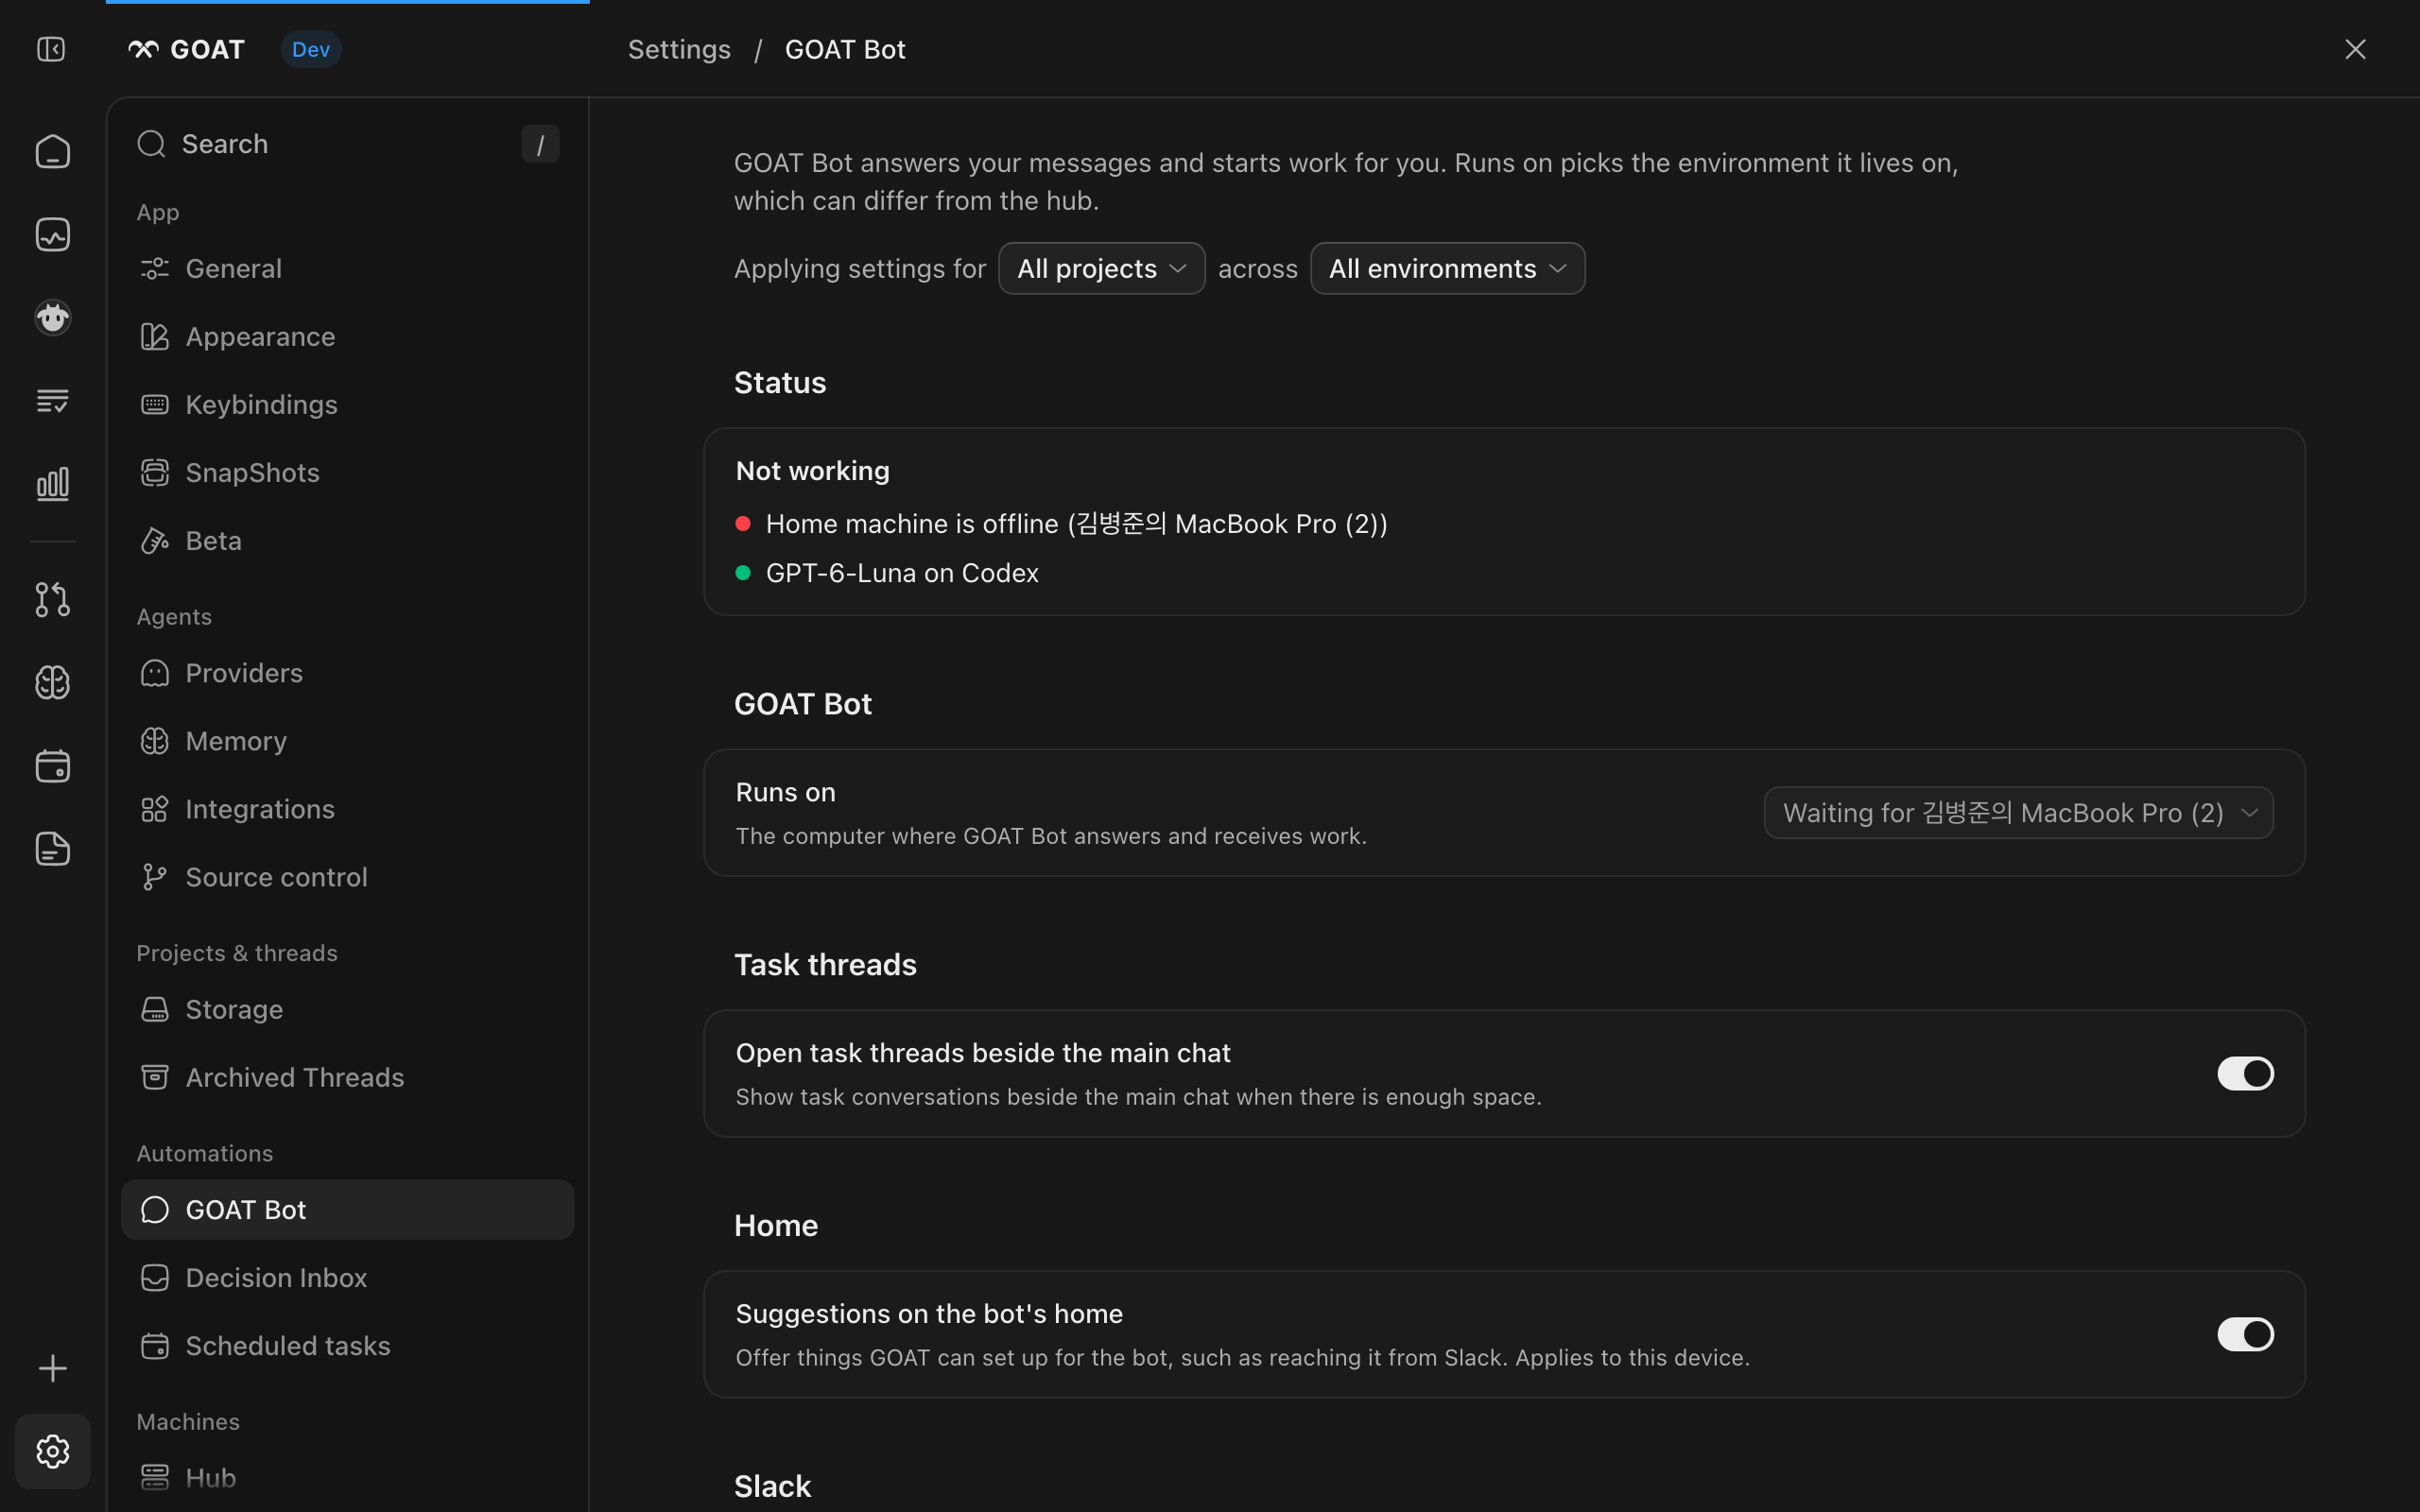 GOAT
Dev
Settings / GOAT Bot
Search
/
App
General
Appearance
Keybindings
SnapShots
Beta
Agents
Providers
Memory
Integrations
Source control
Projects & threads
Storage
Archived Threads
Automations
GOAT Bot
Decision Inbox
Scheduled tasks
Machines
Hub
GOAT Bot answers your messages and starts work for you. Runs on picks the environment it lives on,
which can differ from the hub.
Applying settings for All projects across All environments
Status
Not working
Home machine is offline (김병준의 MacBook Pro (2))
GPT-6-Luna on Codex
GOAT Bot
Runs on
The computer where GOAT Bot answers and receives work.
Waiting for 김병준의 MacBook Pro (2)
Task threads
Open task threads beside the main chat
Show task conversations beside the main chat when there is enough space.
Home
Suggestions on the bot's home
Offer things GOAT can set up for the bot, such as reaching it from Slack. Applies to this device.
Slack